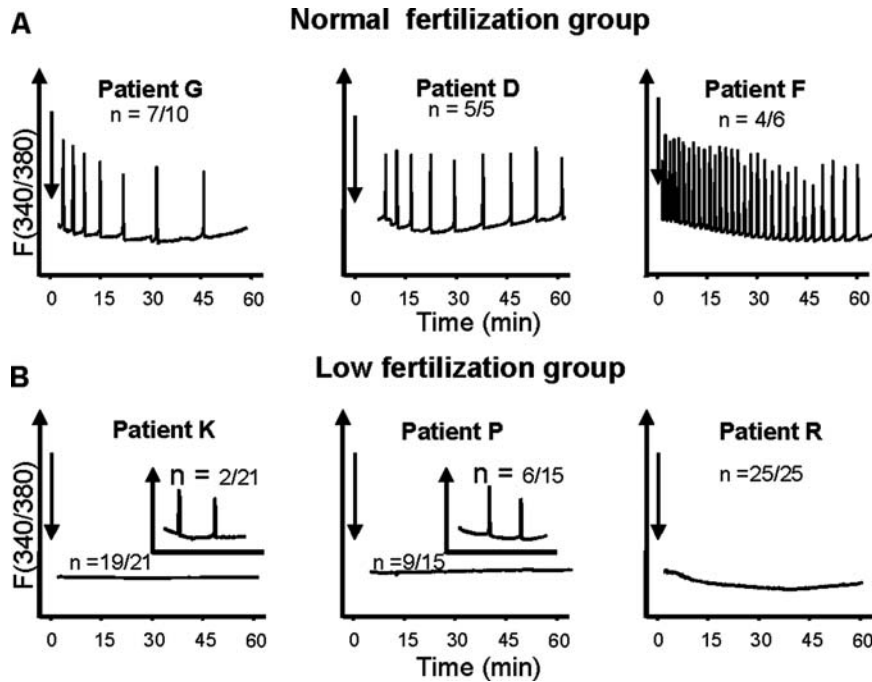 A
Normal fertilization group
Patient G
n = 7/10
Patient D
n = 5/5
Patient F
n = 4/6
F(340/380)
0 15 30 45 60
0 15 30 45 60
0 15 30 45 60
Time (min)
B
Low fertilization group
Patient K
n = 2/21
n =19/21
Patient P
n = 6/15
n =9/15
Patient R
n =25/25
F(340/380)
0 15 30 45 60
0 15 30 45 60
0 15 30 45 60
Time (min)